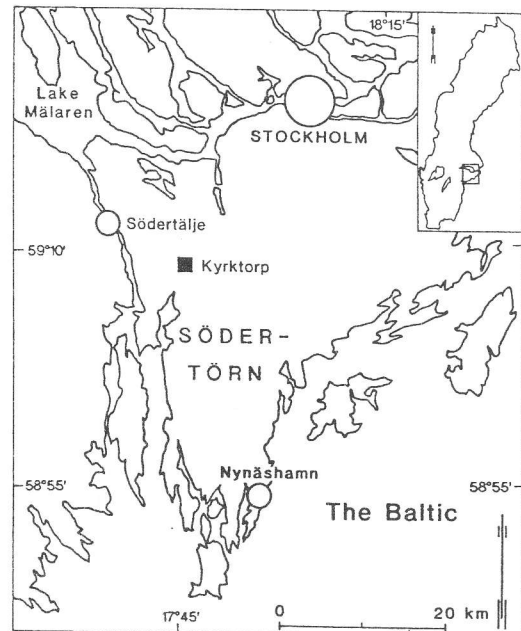 18°15'
Lake
Mälaren
STOCKHOLM
Södertälje
59°10'
Kyrktorp
SÖDER-
TÖRN
Nynäshamn
58°55'
58°55'
The Baltic
17°45'
0
20 km